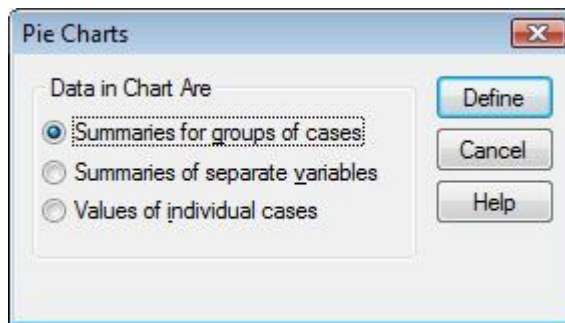 Pie Charts
Data in Chart Are
Summaries for groups of cases
Summaries of separate variables
Values of individual cases
Define
Cancel
Help